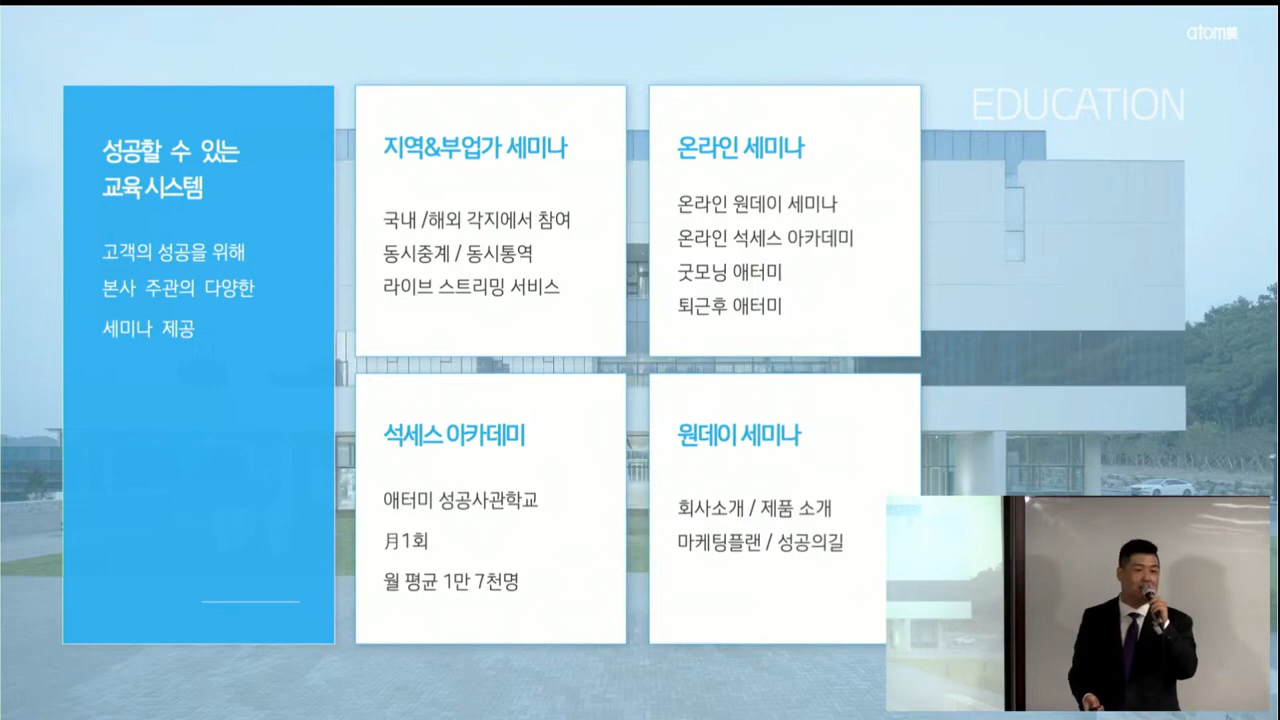 atom美
EDUCATION
성공할 수 있는
교육 시스템
고객의 성공을 위해
본사 주관의 다양한
세미나 제공
지역&부업가 세미나
국내 /해외 각지에서 참여
동시중계 / 동시통역
라이브 스트리밍 서비스
온라인 세미나
온라인 원데이 세미나
온라인 석세스 아카데미
굿모닝 애터미
퇴근후 애터미
석세스 아카데미
애터미 성공사관학교
月1회
월 평균 1만 7천명
원데이 세미나
회사소개 / 제품 소개
마케팅플랜 / 성공의길